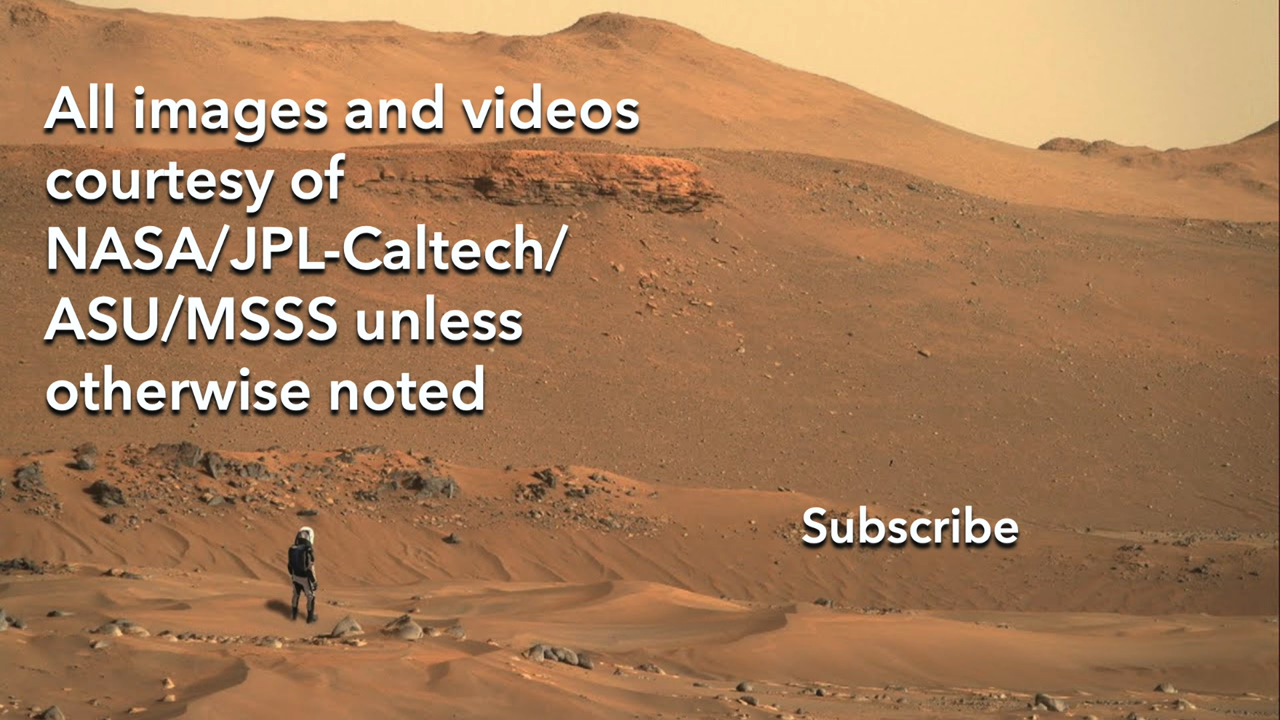 All images and videos
courtesy of
NASA/JPL-Caltech/
ASU/MSSS unless
otherwise noted
Subscribe